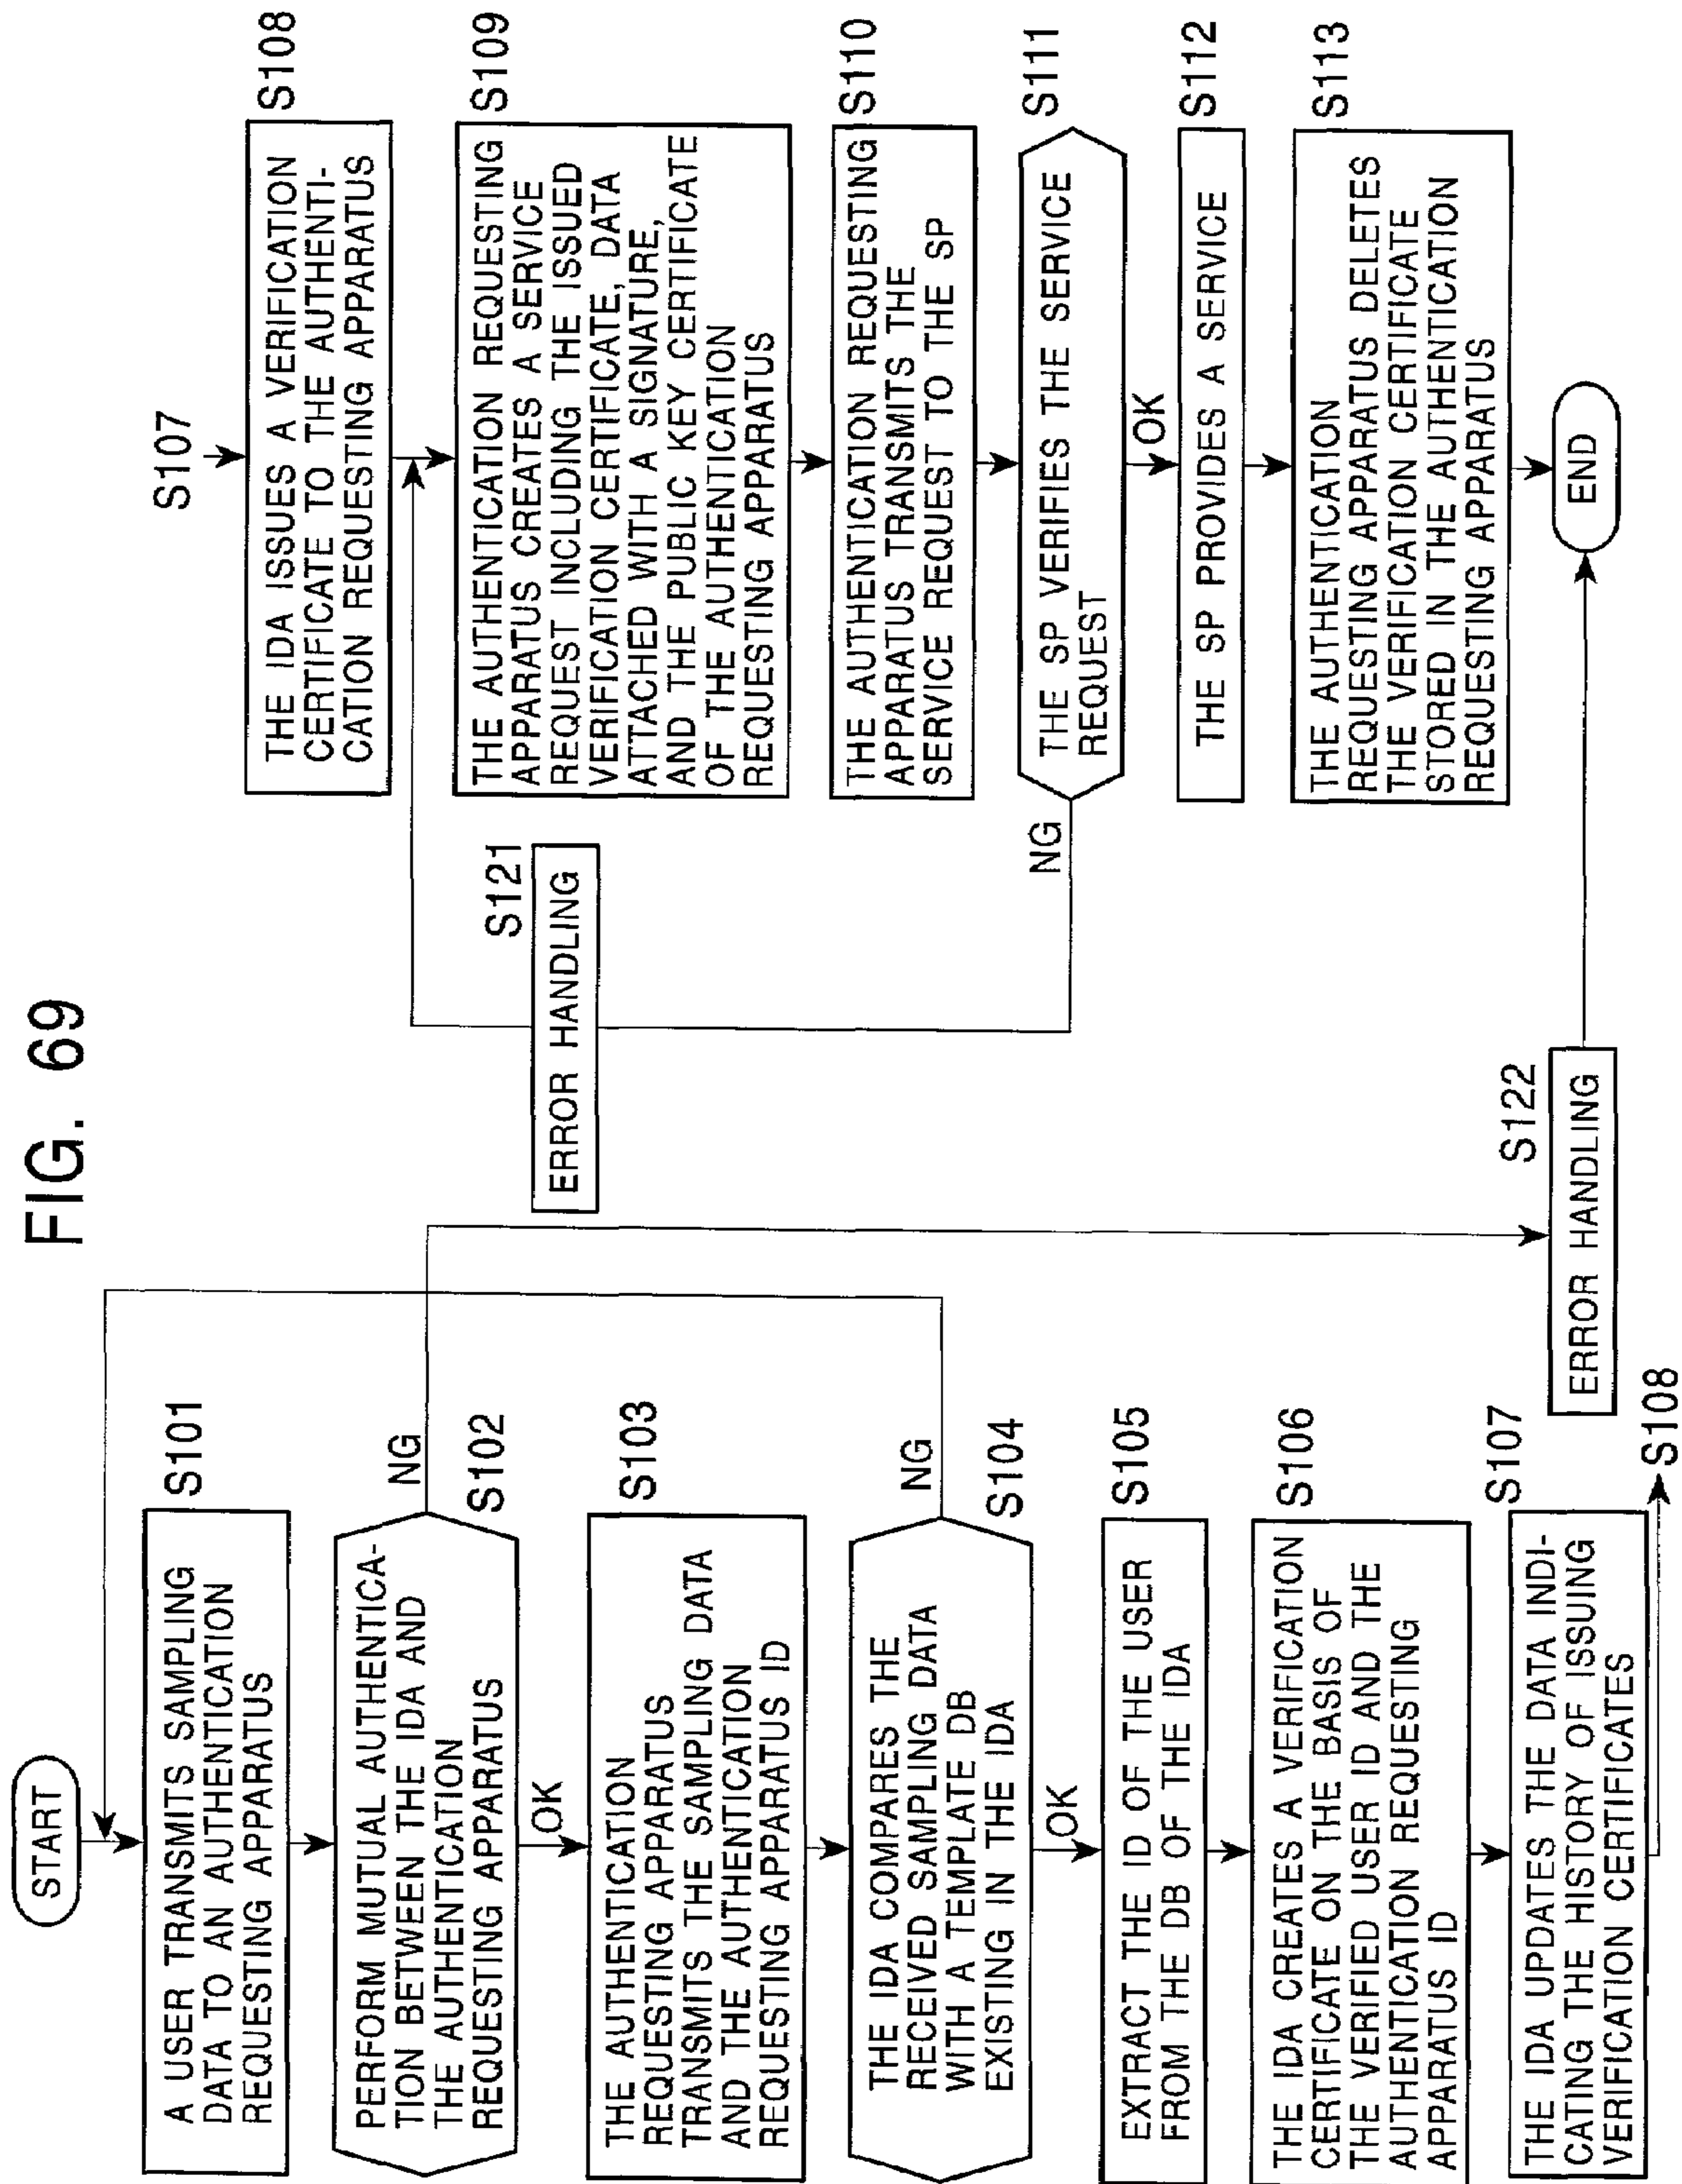 FIG. 69
START
S101
A USER TRANSMITS SAMPLING
DATA TO AN AUTHENTICATION
REQUESTING APPARATUS
PERFORM MUTUAL AUTHENTICA-
TION BETWEEN THE IDA AND
THE AUTHENTICATION
REQUESTING APPARATUS
NG
S102
OK
S103
THE AUTHENTICATION
REQUESTING APPARATUS
TRANSMITS THE SAMPLING DATA
AND THE AUTHENTICATION
REQUESTING APPARATUS ID
THE IDA COMPARES THE
RECEIVED SAMPLING DATA
WITH A TEMPLATE DB
EXISTING IN THE IDA
NG
S104
OK
S105
EXTRACT THE ID OF THE USER
FROM THE DB OF THE IDA
S106
THE IDA CREATES A VERIFICATION
CERTIFICATE ON THE BASIS OF
THE VERIFIED USER ID AND THE
AUTHENTICATION REQUESTING
APPARATUS ID
S107
THE IDA UPDATES THE DATA INDI-
CATING THE HISTORY OF ISSUING
VERIFICATION CERTIFICATES
S108
S107
S108
THE IDA ISSUES A VERIFICATION
CERTIFICATE TO THE AUTHENTI-
CATION REQUESTING APPARATUS
S109
THE AUTHENTICATION REQUESTING
APPARATUS CREATES A SERVICE
REQUEST INCLUDING THE ISSUED
VERIFICATION CERTIFICATE, DATA
ATTACHED WITH A SIGNATURE,
AND THE PUBLIC KEY CERTIFICATE
OF THE AUTHENTICATION
REQUESTING APPARATUS
S121
ERROR HANDLING
S110
THE AUTHENTICATION REQUESTING
APPARATUS TRANSMITS THE
SERVICE REQUEST TO THE SP
S111
THE SP VERIFIES THE SERVICE
REQUEST
NG
OK
S112
THE SP PROVIDES A SERVICE
S113
THE AUTHENTICATION
REQUESTING APPARATUS DELETES
THE VERIFICATION CERTIFICATE
STORED IN THE AUTHENTICATION
REQUESTING APPARATUS
S122
ERROR HANDLING
END